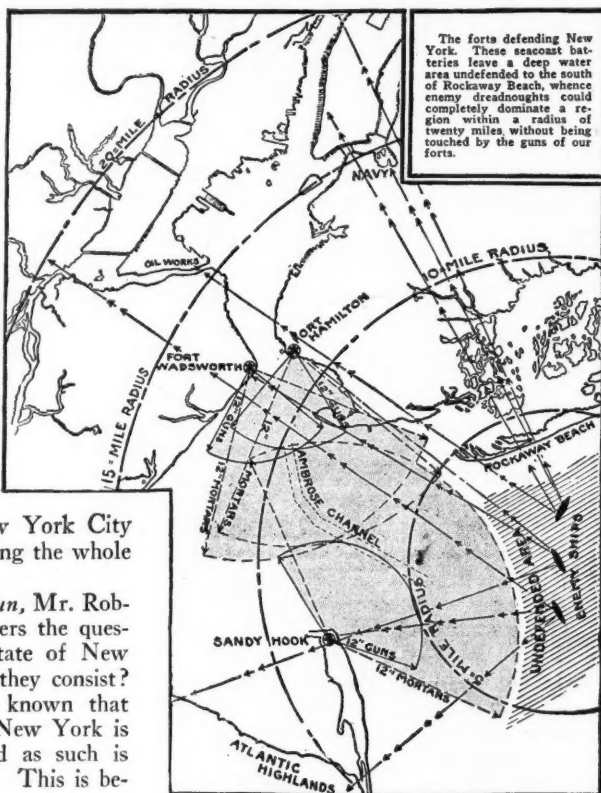 The forts defending New
York. These seacoast bat-
teries leave a deep water
area undefended to the south
of Rockaway Beach, whence
enemy dreadnoughts could
completely dominate a re-
gion within a radius of
twenty miles, without being
touched by the guns of our
forts.
20=MILE RADIUS
NAVY
OIL WORKS
10=MILE RADIUS
FORT HAMILTON
FORT
WADSWORTH
15=MILE RADIUS
12" GUNS
12" GUNS
12" MORTARS
12" MORTARS
ROCKAWAY BEACH
AMBROSE CHANNEL
5=MILE RADIUS
UNDEFENDED AREA
ENEMY SHIPS
SANDY HOOK
12" GUNS
12" MORTARS
ATLANTIC
HIGHLANDS
w York City
ing the whole
un, Mr. Rob-
ers the ques-
tate of New
they consist?
known that
New York is
d as such is
This is be-